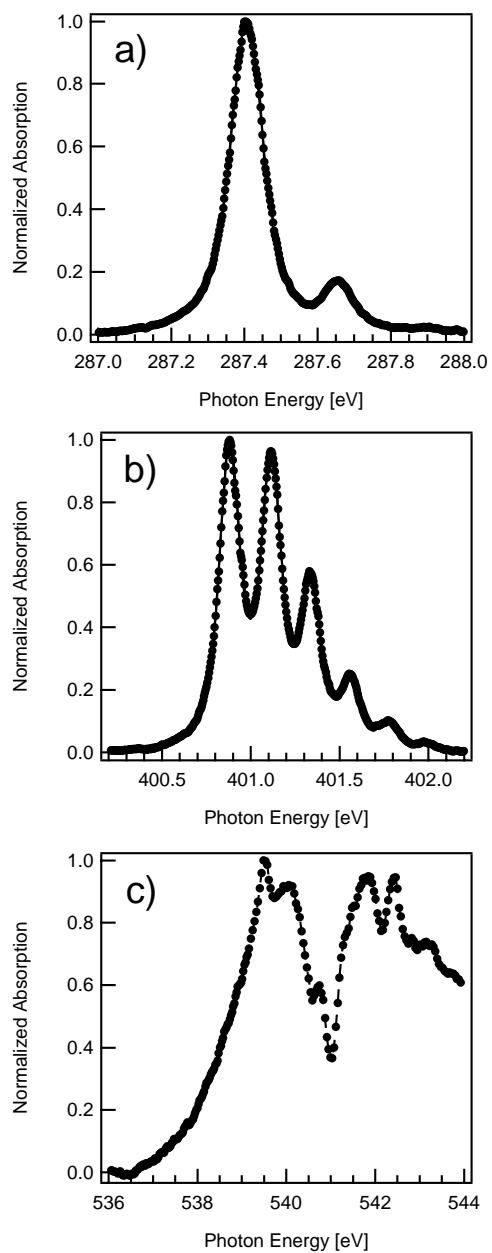 a)
1.0
0.8
0.6
0.4
0.2
0.0
Normalized Absorption
287.0 287.2 287.4 287.6 287.8 288.0
Photon Energy [eV]
b)
1.0
0.8
0.6
0.4
0.2
0.0
Normalized Absorption
400.5 401.0 401.5 402.0
Photon Energy [eV]
c)
1.0
0.8
0.6
0.4
0.2
0.0
Normalized Absorption
536 538 540 542 544
Photon Energy [eV]